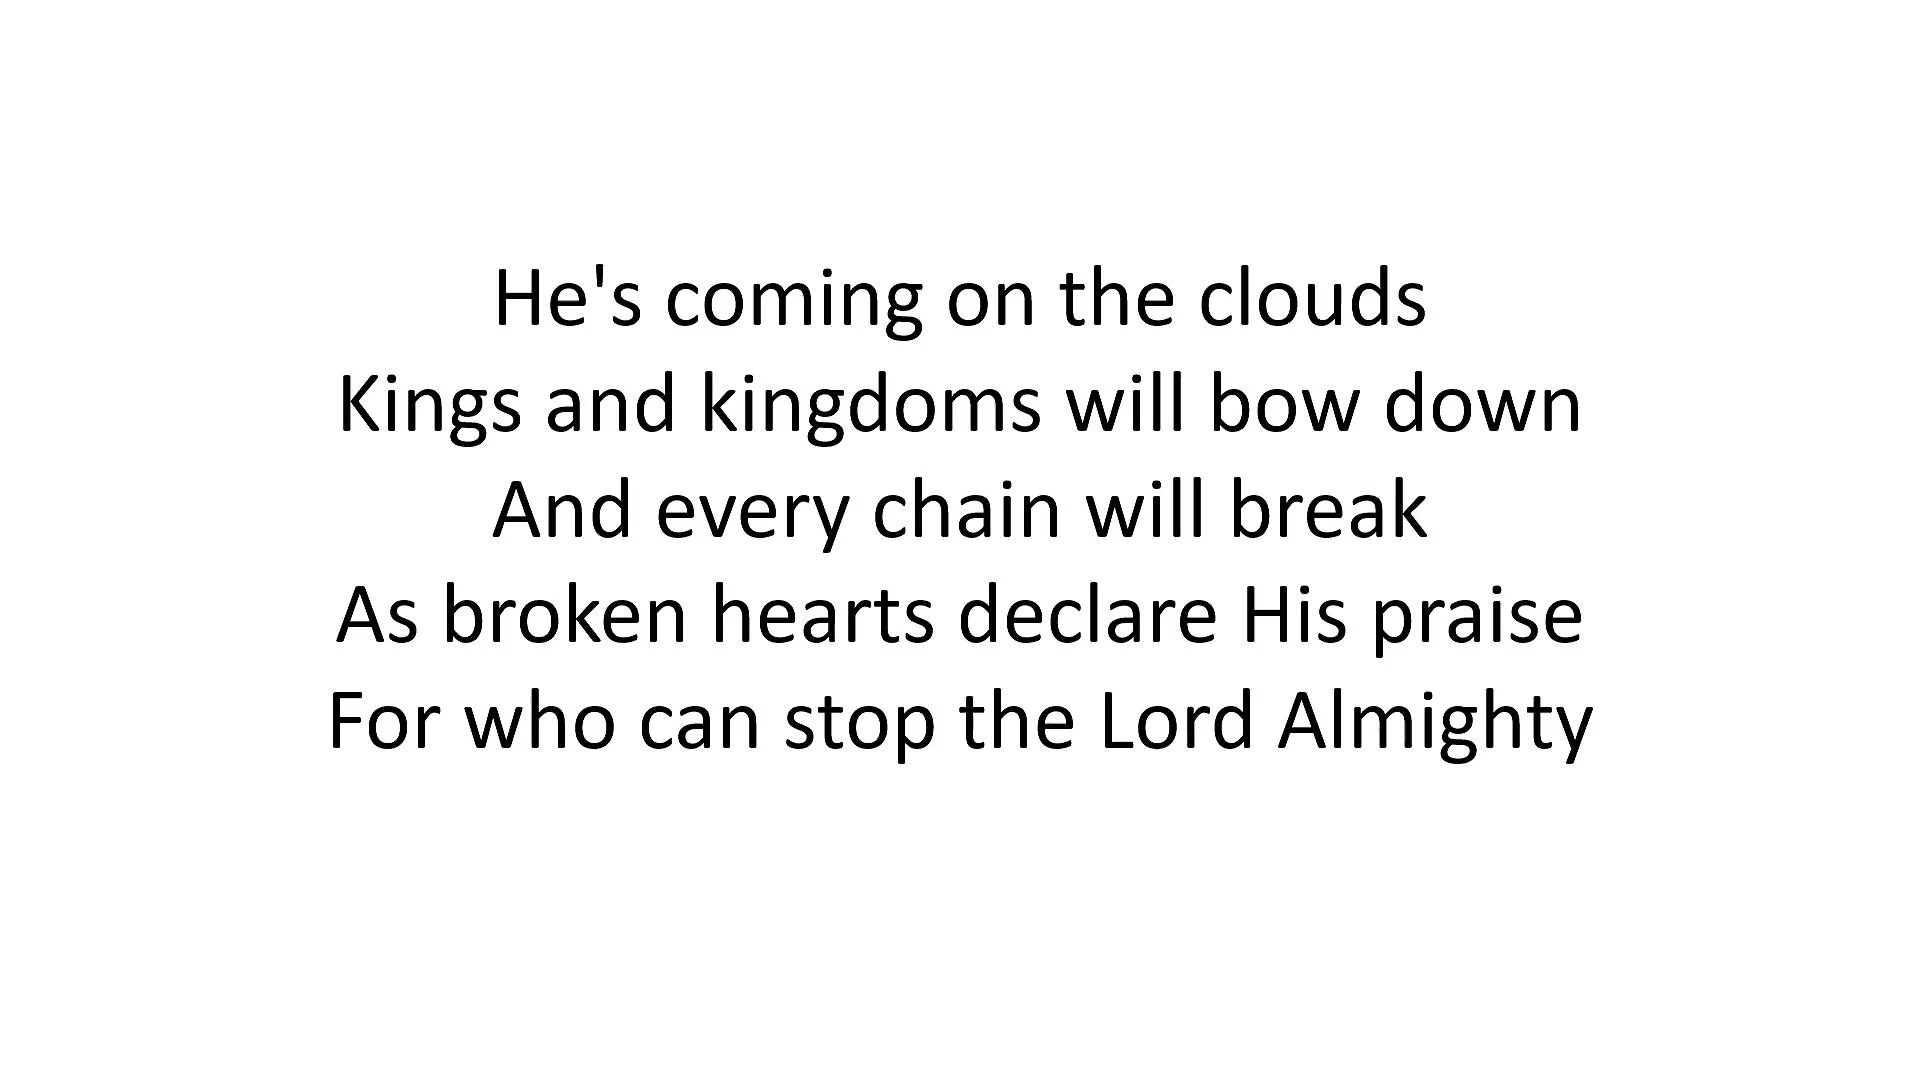 He's coming on the clouds
Kings and kingdoms will bow down
And every chain will break
As broken hearts declare His praise
For who can stop the Lord Almighty